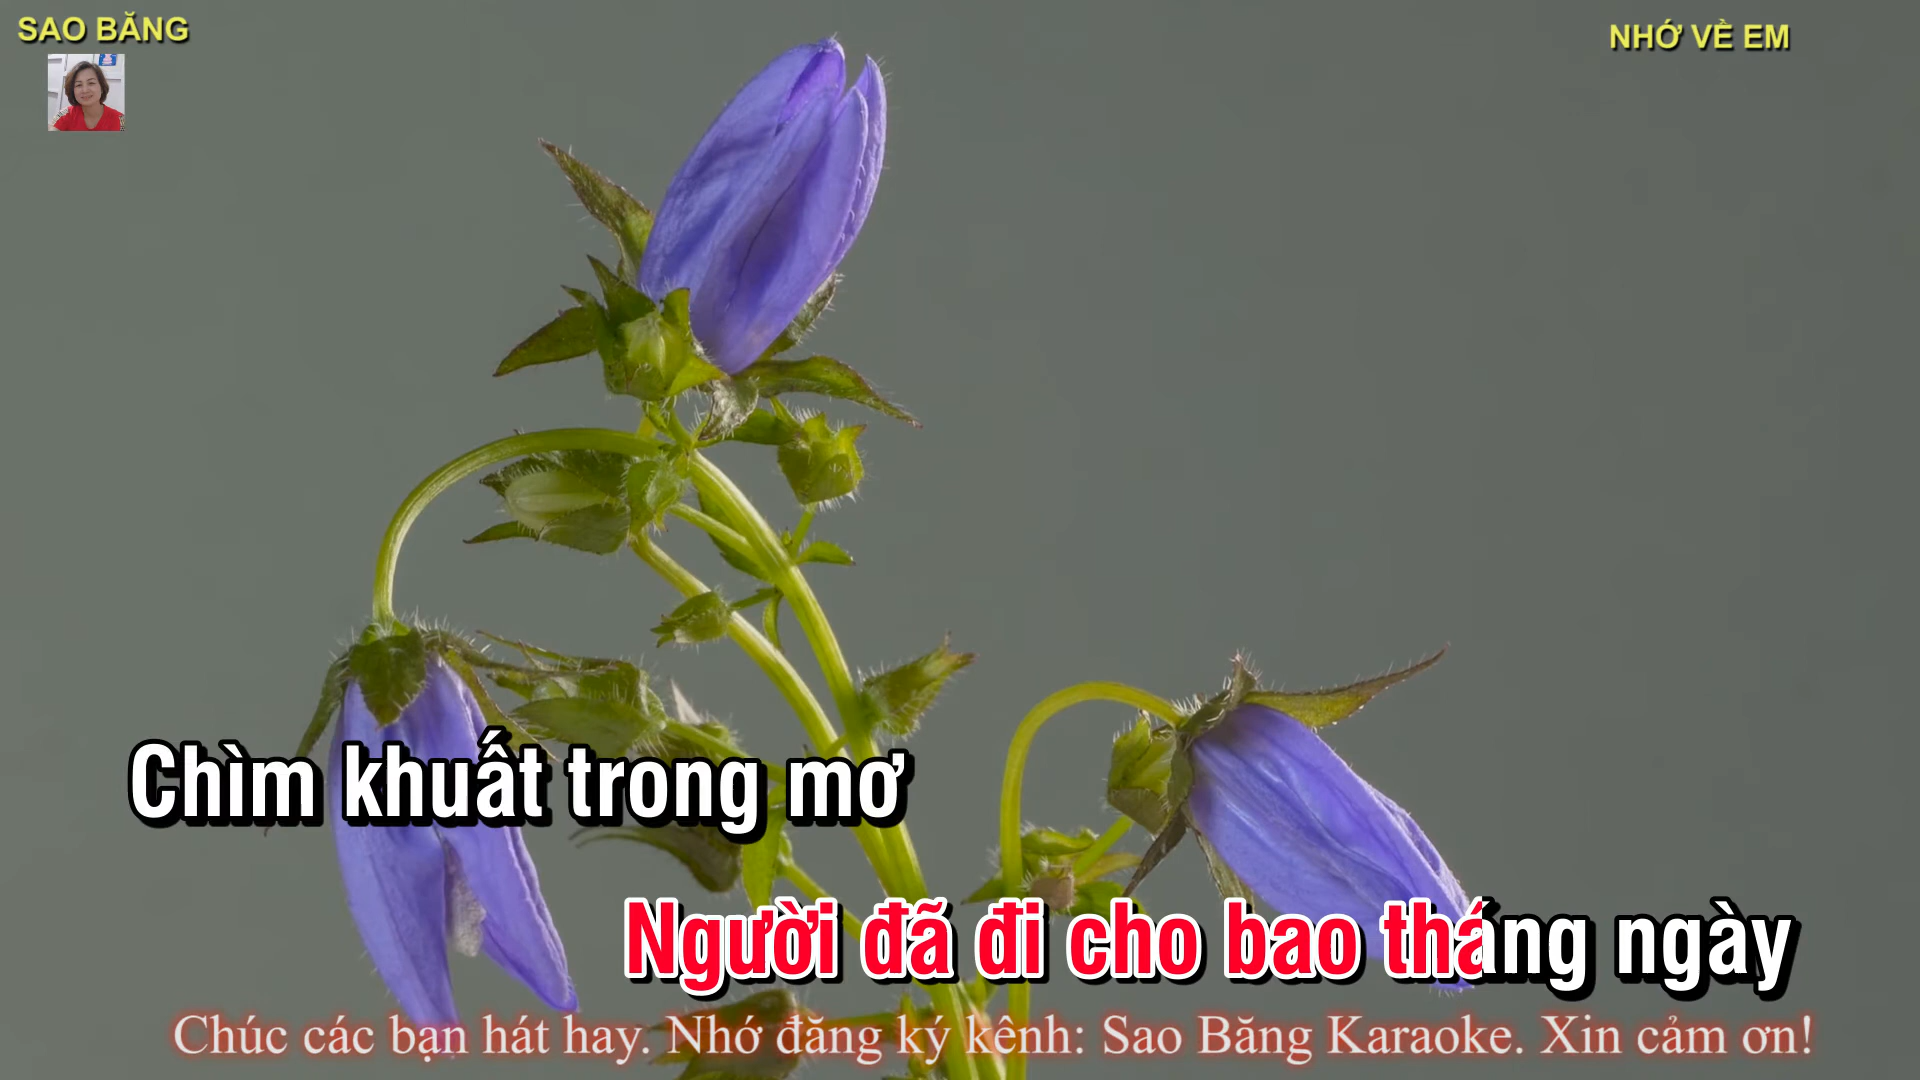 SAO BĂNG
NHỚ VỀ EM
Chìm khuất trong mơ
Người đã đi cho bao tháng ngày
Chúc các bạn hát hay. Nhớ đăng ký kênh: Sao Băng Karaoke. Xin cảm ơn!